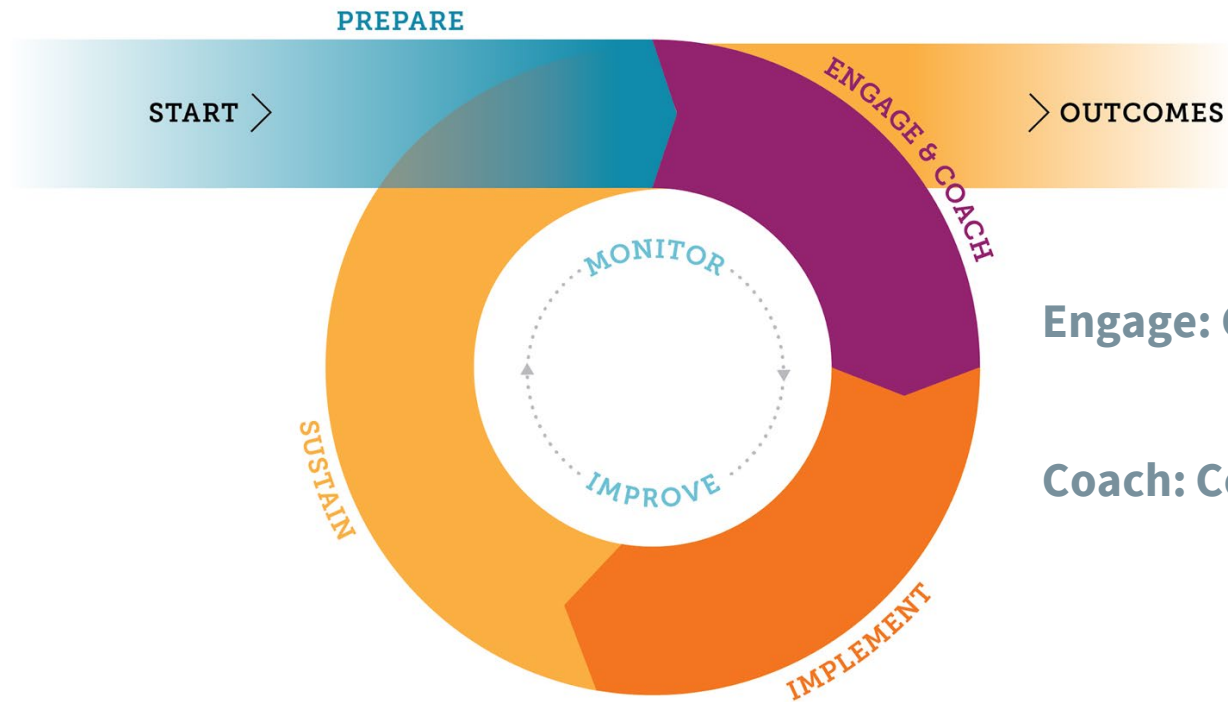 PREPARE
START
OUTCOMES
ENGAGE & COACH
MONITOR
Engage:
IMPROVE
Coach:
SUSTAIN
IMPLEMENT